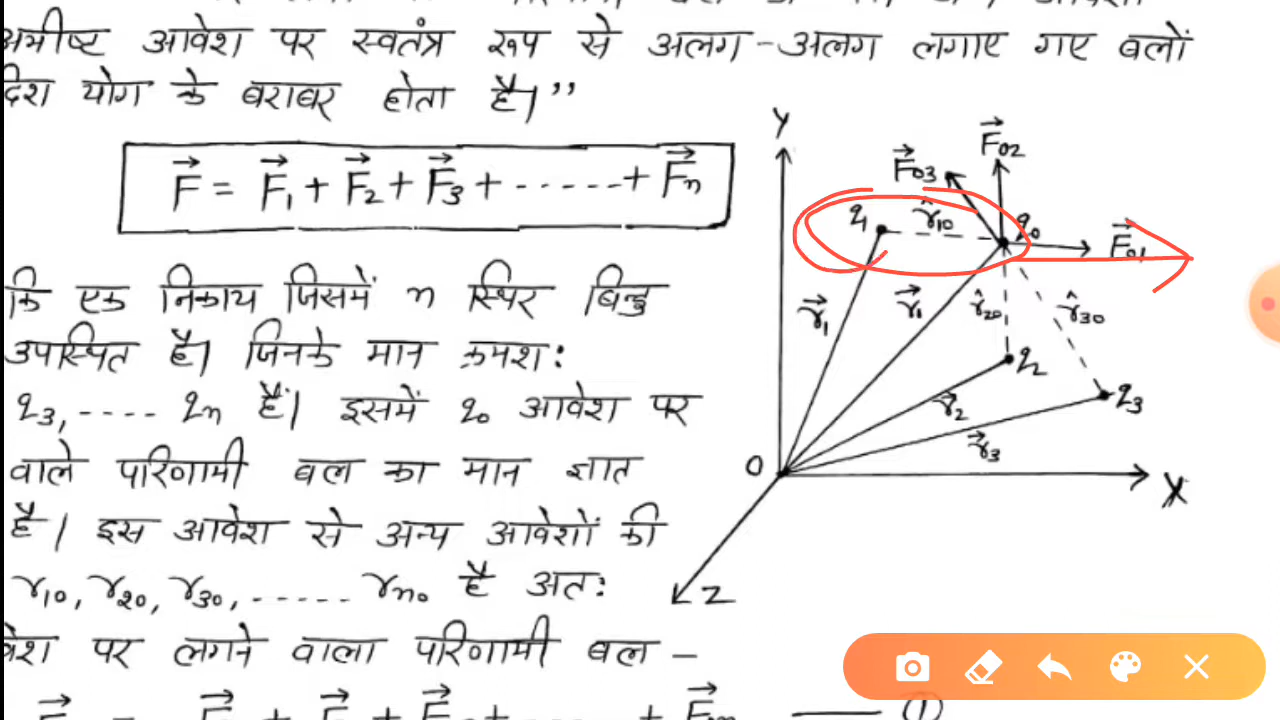 अभीष्ट आवेश पर स्वतंत्र रूप से अलग-अलग लगाए गए बलों
दिश योग के बराबर होता है।”
F⃗ = F⃗₁ + F⃗₂ + F⃗₃ + ...... + F⃗n
कि एक निकाय जिसमें n स्थिर बिन्दु
उपस्थित है। जिनके मान क्रमश:
q₃, ---- qn हैं। इसमें q₀ आवेश पर
वाले परिणामी बल का मान ज्ञात
है। इस आवेश से अन्य आवेशों की
r₁₀, r₂₀, r₃₀, ...... rn₀ है अत:
वेश पर लगने वाला परिणामी बल -
——— ①
Y
F⃗₀₂
F⃗₀₃
q₁
r̂₁₀
q₀
F⃗₀₁
r⃗₁
r⃗₁
r̂₂₀
r̂₃₀
q₂
r⃗₂
q₃
r⃗₃
O
X
Z